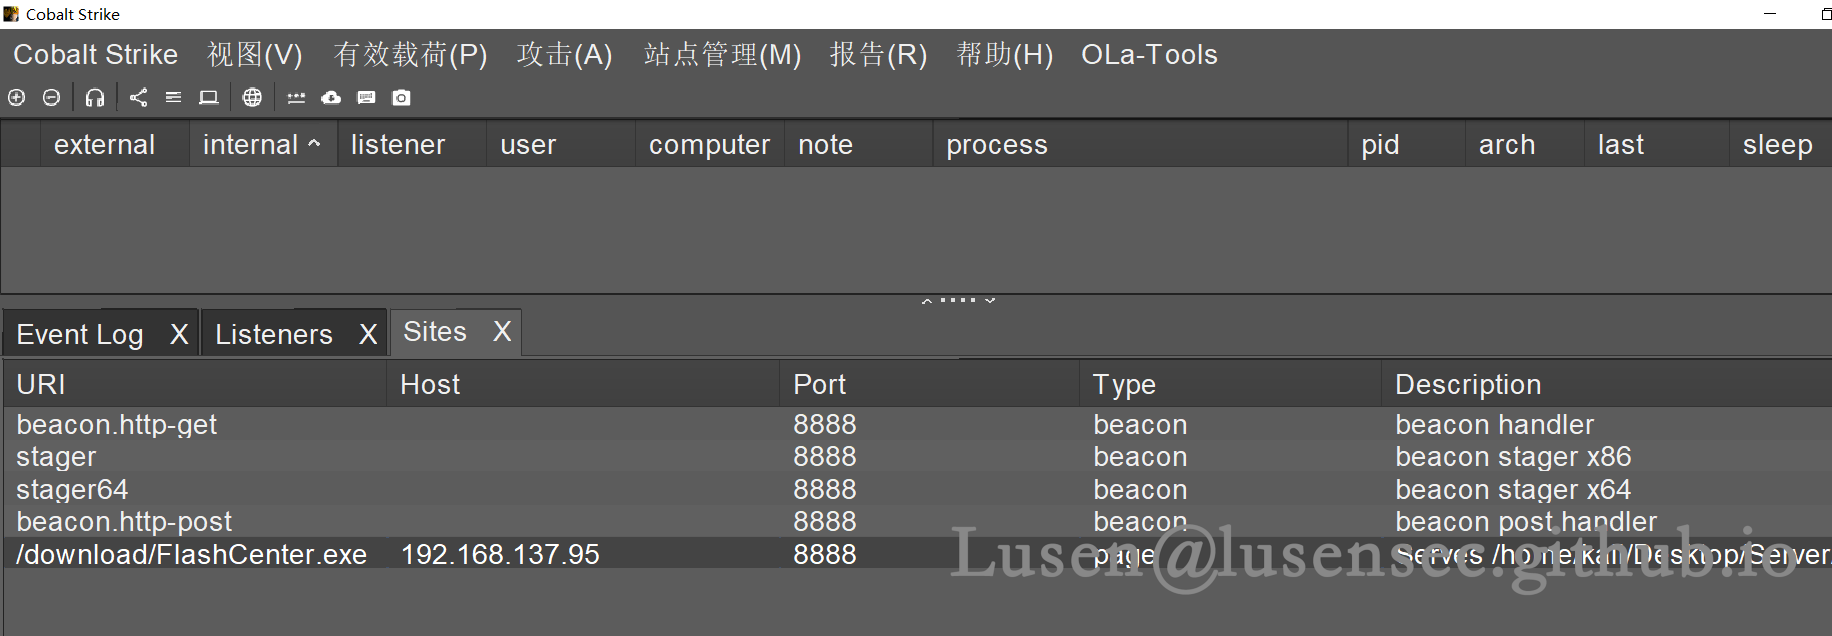 Cobalt Strike
Cobalt Strike 视图(V) 有效载荷(P) 攻击(A) 站点管理(M) 报告(R) 帮助(H) OLa-Tools
external internal listener user computer note process pid arch last sleep
Event Log X Listeners X Sites X
URI Host Port Type Description
beacon.http-get 8888 beacon beacon handler
stager 8888 beacon beacon stager x86
stager64 8888 beacon beacon stager x64
beacon.http-post 8888 beacon beacon post handler
/download/FlashCenter.exe 192.168.137.95 8888 page Serves /home/kali/Desktop/Server/
Lusen@lusensec.github.io